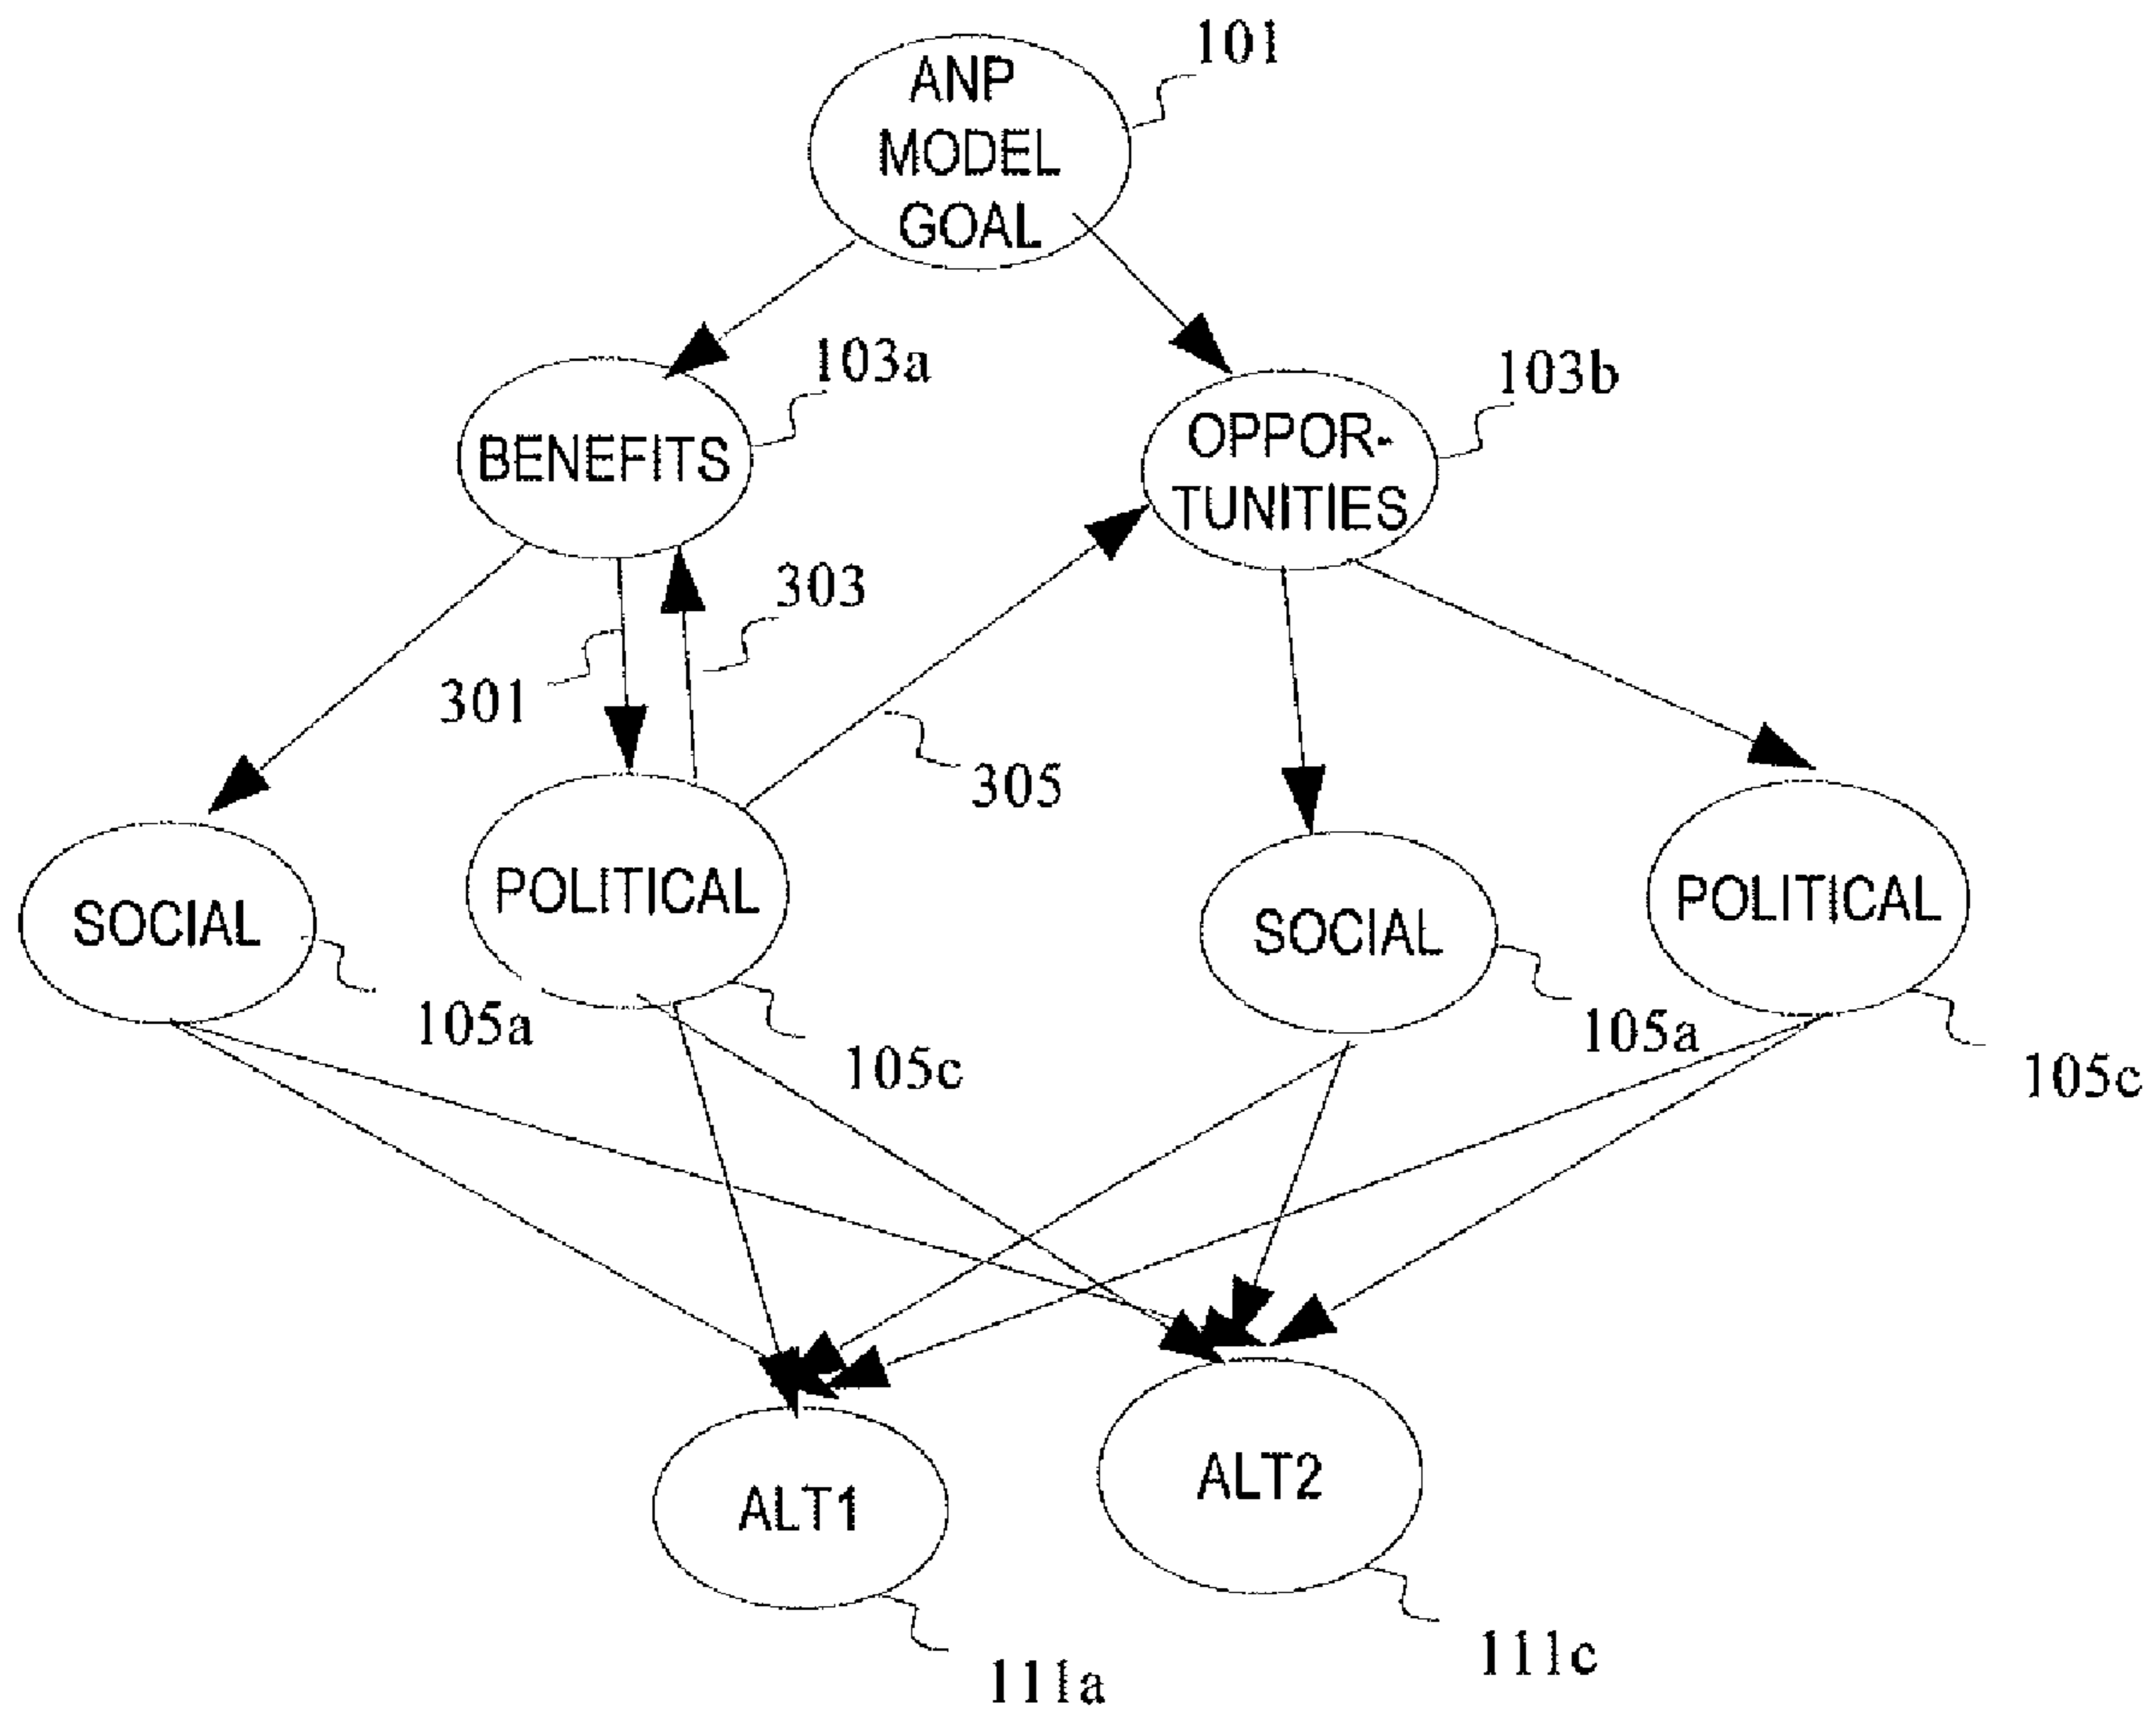 101
ANP
MODEL
GOAL
103a
103b
BENEFITS
OPPOR-
TUNITIES
303
301
305
SOCIAL
POLITICAL
SOCIAL
POLITICAL
105a
105c
105a
105c
ALT1
ALT2
111a
111c